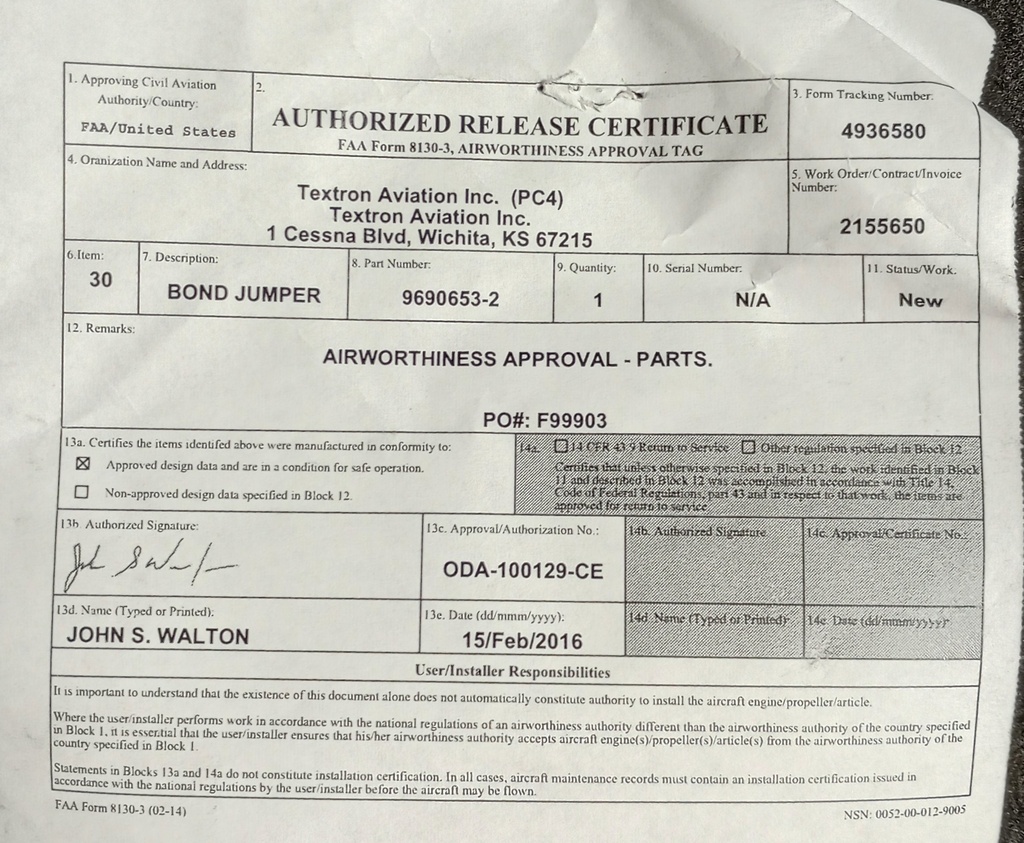 1. Approving Civil Aviation
Authority/Country:
FAA/United States
2.
AUTHORIZED RELEASE CERTIFICATE
FAA Form 8130-3, AIRWORTHINESS APPROVAL TAG
3. Form Tracking Number:
4936580
4. Oranization Name and Address:
Textron Aviation Inc. (PC4)
Textron Aviation Inc.
1 Cessna Blvd, Wichita, KS 67215
5. Work Order/Contract/Invoice
Number:
2155650
6.Item:
30
7. Description:
BOND JUMPER
8. Part Number:
9690653-2
9. Quantity:
1
10. Serial Number:
N/A
11. Status/Work.
New
12. Remarks:
AIRWORTHINESS APPROVAL - PARTS.
PO#: F99903
13a. Certifies the items identifed above were manufactured in conformity to:
Approved design data and are in a condition for safe operation.
Non-approved design data specified in Block 12.
14a. 14 CFR 43.9 Return to Service Other regulation specified in Block 12
Certifies that unless otherwise specified in Block 12, the work identified in Block
11 and described in Block 12 was accomplished in accordance with Title 14,
Code of Federal Regulations, part 43 and in respect to that work, the items are
approved for return to service
13b. Authorized Signature:
13c. Approval/Authorization No.:
ODA-100129-CE
14b. Authorized Signature
14c. Approval/Certificate No.:
13d. Name (Typed or Printed):
JOHN S. WALTON
13e. Date (dd/mmm/yyyy):
15/Feb/2016
14d Name (Typed or Printed):
14e Date (dd/mmm/yyyy)
User/Installer Responsibilities
It is important to understand that the existence of this document alone does not automatically constitute authority to install the aircraft engine/propeller/article.
Where the user/installer performs work in accordance with the national regulations of an airworthiness authority different than the airworthiness authority of the country specified
in Block 1, it is essential that the user/installer ensures that his/her airworthiness authority accepts aircraft engine(s)/propeller(s)/article(s) from the airworthiness authority of the
country specified in Block 1.
Statements in Blocks 13a and 14a do not constitute installation certification. In all cases, aircraft maintenance records must contain an installation certification issued in
accordance with the national regulations by the user/installer before the aircraft may be flown.
FAA Form 8130-3 (02-14)
NSN: 0052-00-012-9005